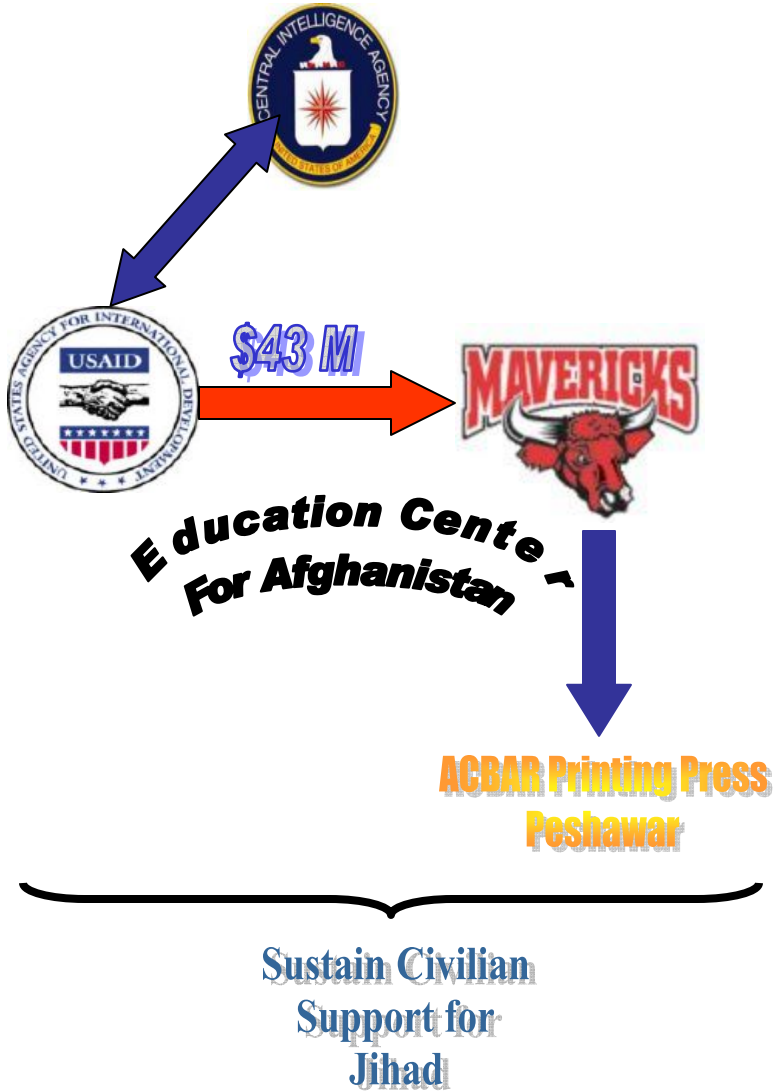 CENTRAL INTELLIGENCE AGENCY
UNITED STATES OF AMERICA
$43 M
UNITED STATES AGENCY FOR INTERNATIONAL DEVELOPMENT
USAID
MAVERICKS
Education Center
For Afghanistan
ACBAR Printing Press
Peshawar
Sustain Civilian
Support for
Jihad